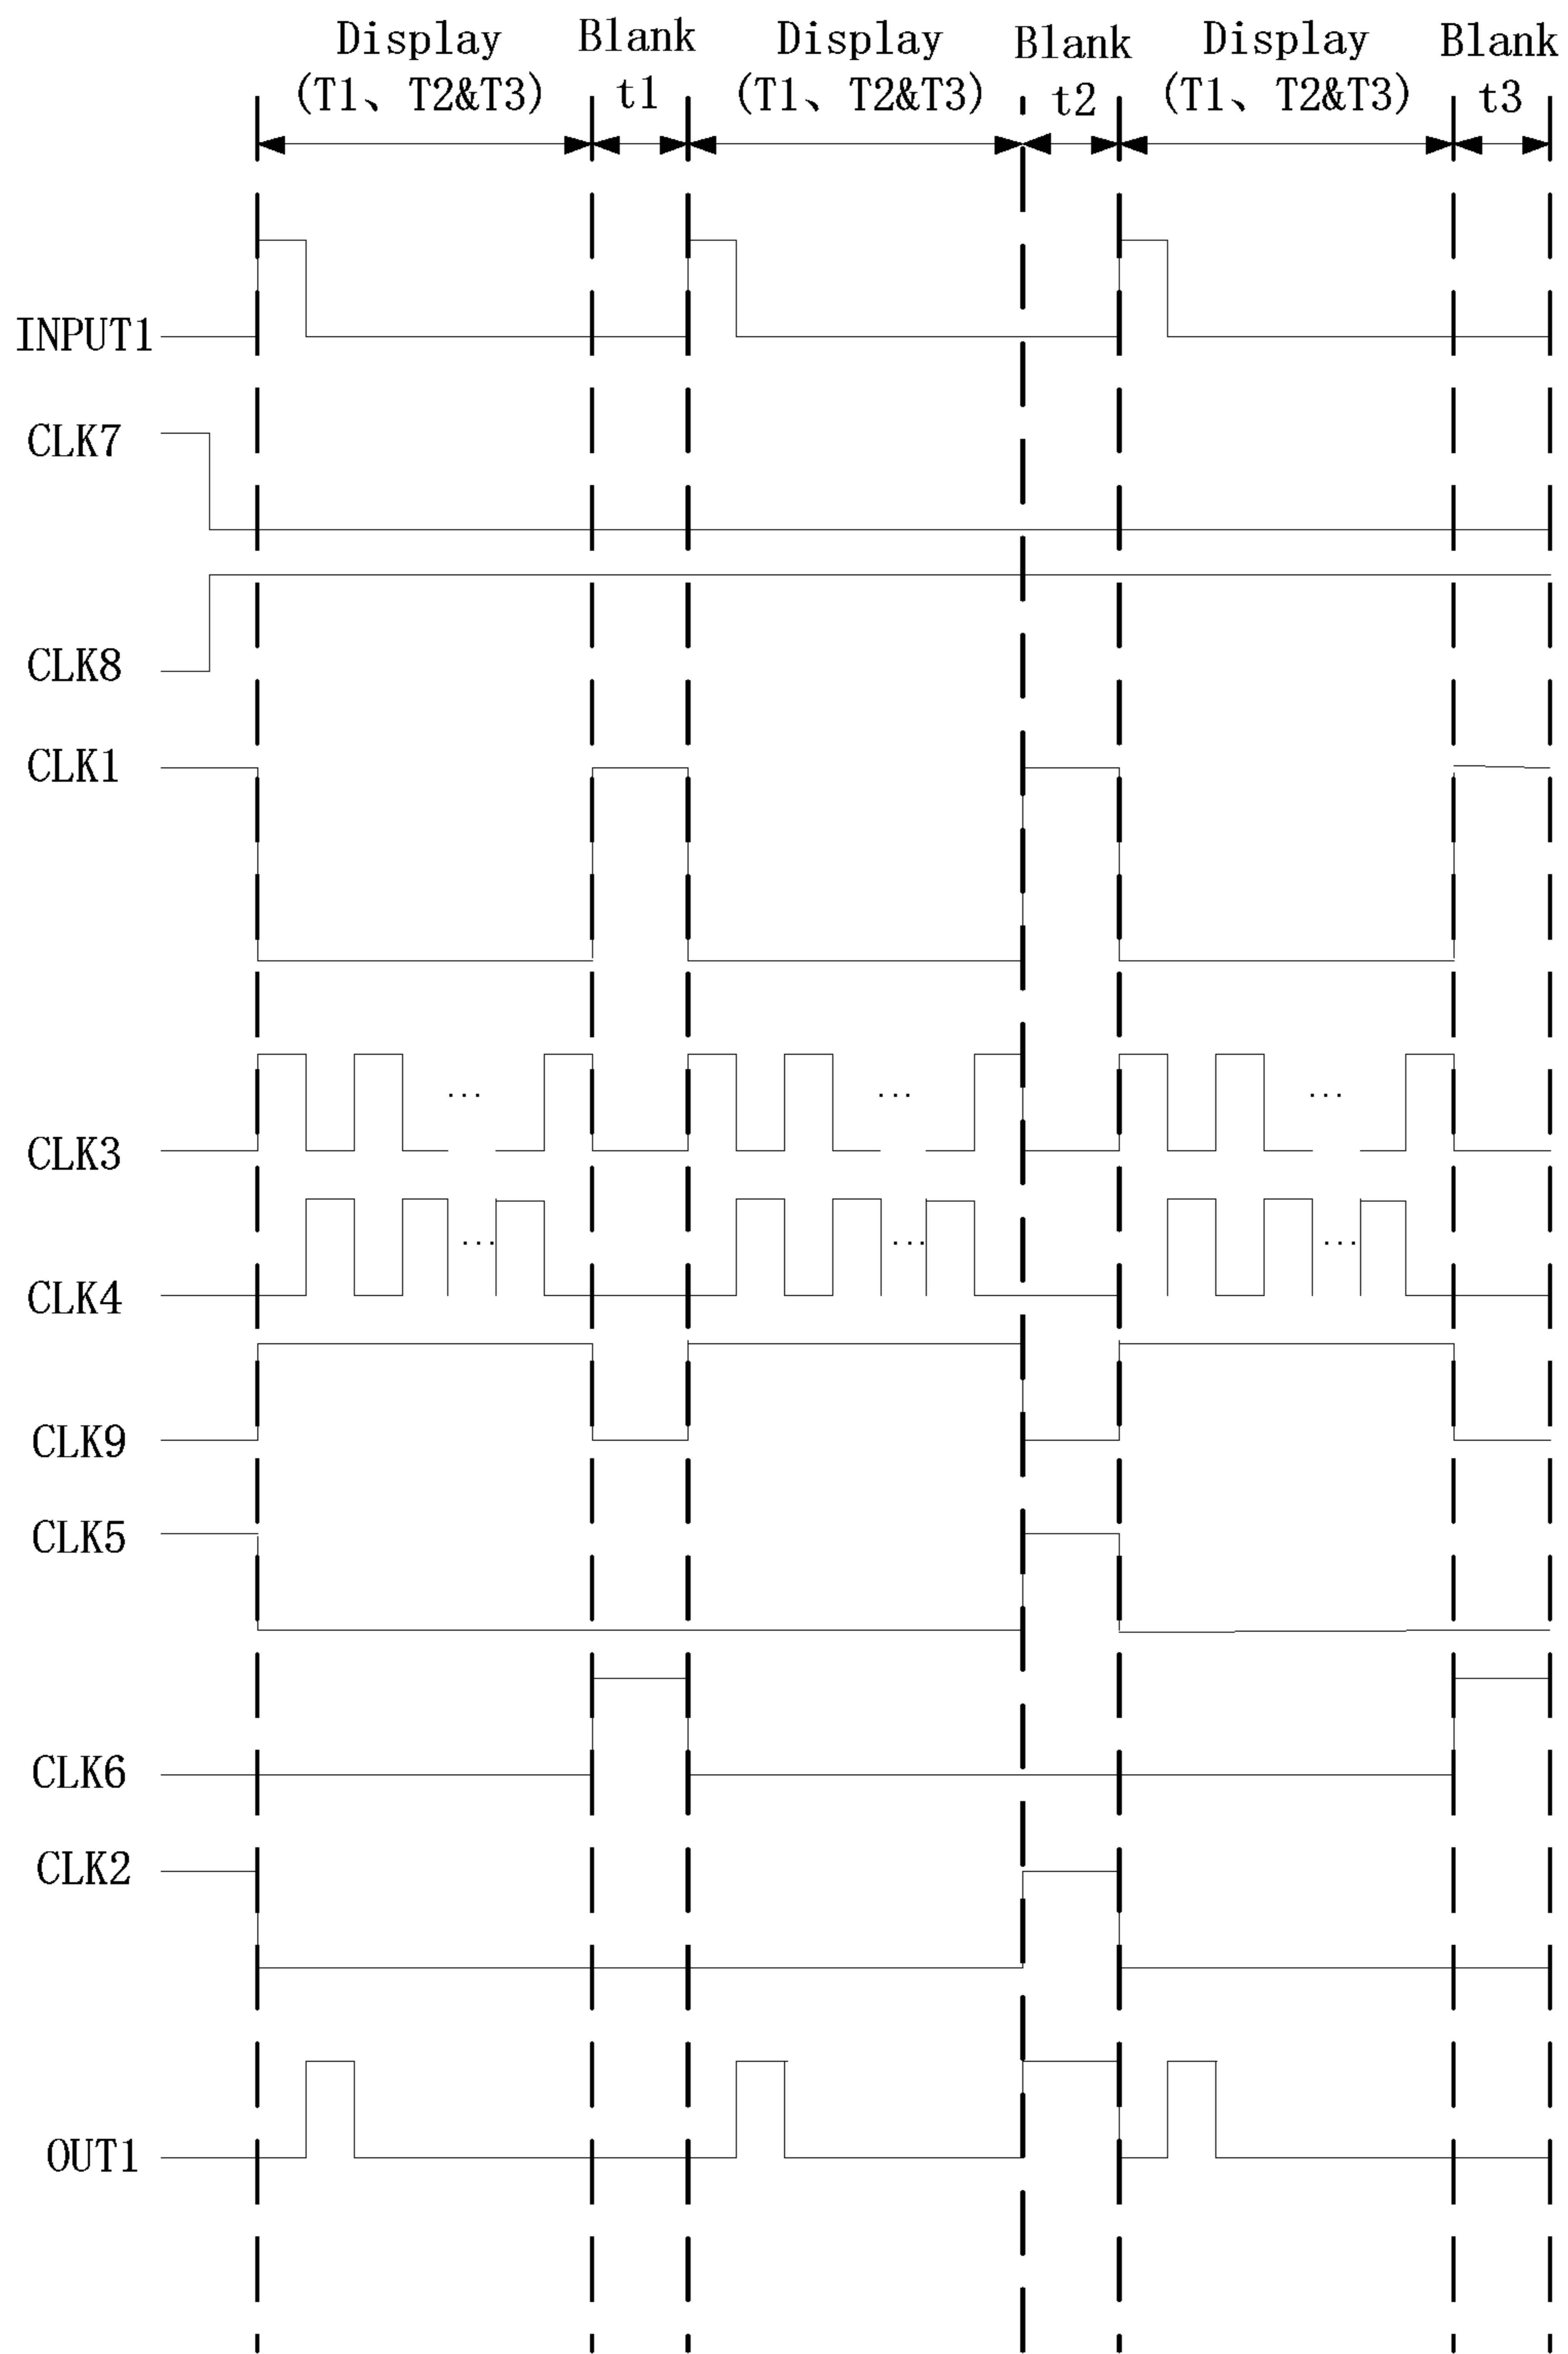 Display Blank Display Blank Display Blank
(T1、T2&T3) t1 (T1、T2&T3) t2 (T1、T2&T3) t3
INPUT1
CLK7
CLK8
CLK1
... ... ...
CLK3
... ... ...
CLK4
CLK9
CLK5
CLK6
CLK2
OUT1